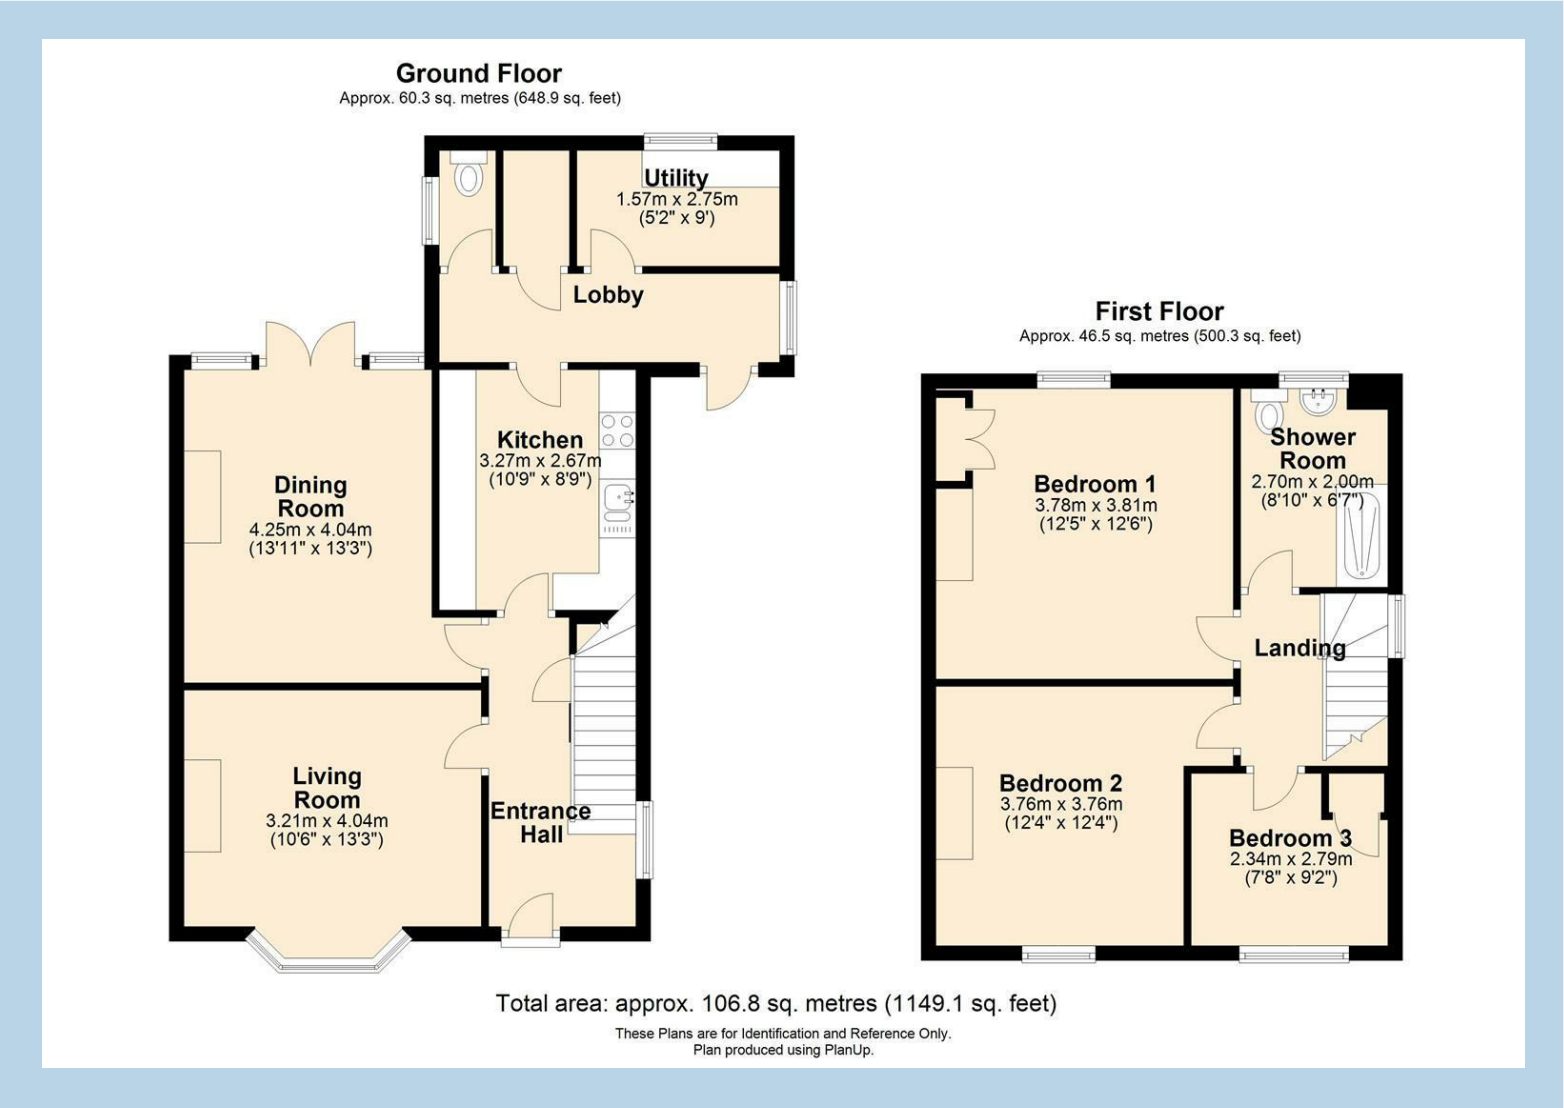 Ground Floor
Approx. 60.3 sq. metres (648.9 sq. feet)
Utility
1.57m x 2.75m
(5'2" x 9')
Lobby
Kitchen
3.27m x 2.67m
(10'9" x 8'9")
Dining
Room
4.25m x 4.04m
(13'11" x 13'3")
Living
Room
3.21m x 4.04m
(10'6" x 13'3")
Entrance
Hall
First Floor
Approx. 46.5 sq. metres (500.3 sq. feet)
Bedroom 1
3.78m x 3.81m
(12'5" x 12'6")
Shower
Room
2.70m x 2.00m
(8'10" x 6'7")
Landing
Bedroom 2
3.76m x 3.76m
(12'4" x 12'4")
Bedroom 3
2.34m x 2.79m
(7'8" x 9'2")
Total area: approx. 106.8 sq. metres (1149.1 sq. feet)
These Plans are for Identification and Reference Only.
Plan produced using PlanUp.